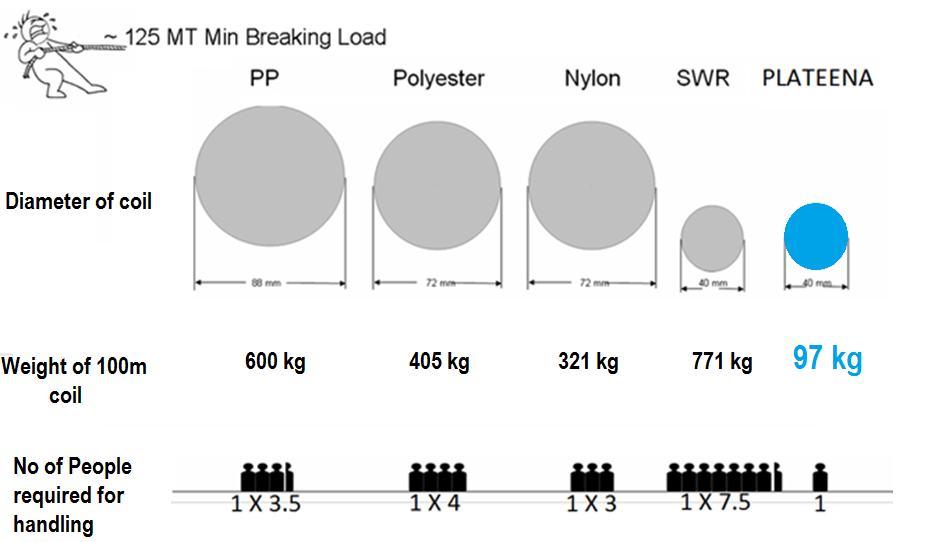 ~ 125 MT Min Breaking Load
PP Polyester Nylon SWR PLATEENA
Diameter of coil
88 mm 72 mm 72 mm 40 mm 40 mm
Weight of 100m
coil
600 kg 405 kg 321 kg 771 kg 97 kg
No of People
required for
handling
1 X 3.5 1 X 4 1 X 3 1 X 7.5 1